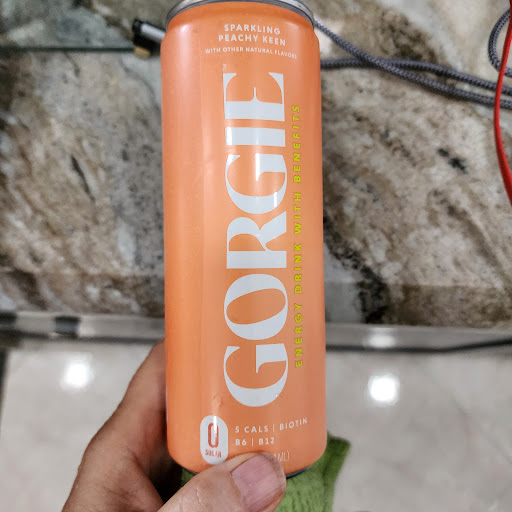 SPARKLING
PEACHY KEEN
WITH OTHER NATURAL FLAVORS
GORGIE
ENERGY DRINK WITH BENEFITS
0
SUGAR
5 CALS | BIOTIN
B6 | B12